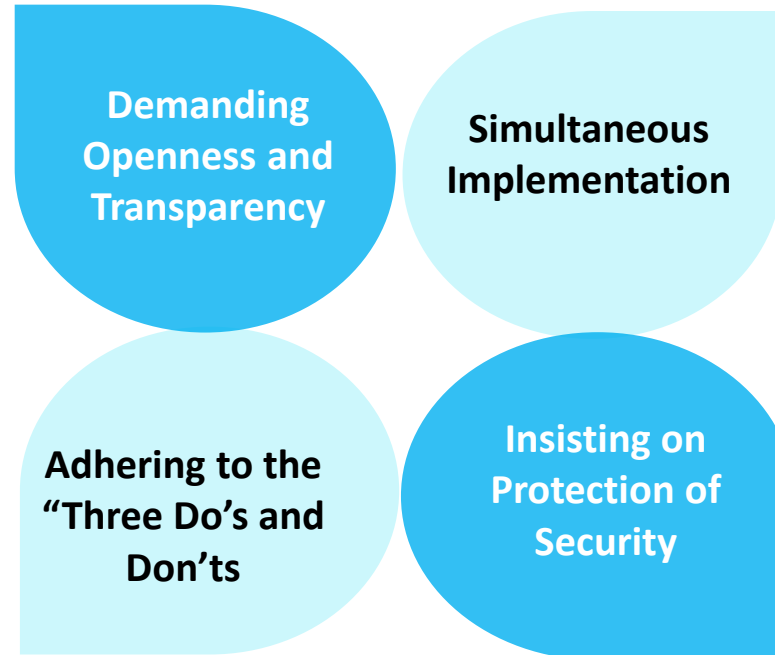 Demanding
Openness and
Transparency
Simultaneous
Implementation
Adhering to the
“Three Do’s and
Don’ts
Insisting on
Protection of
Security